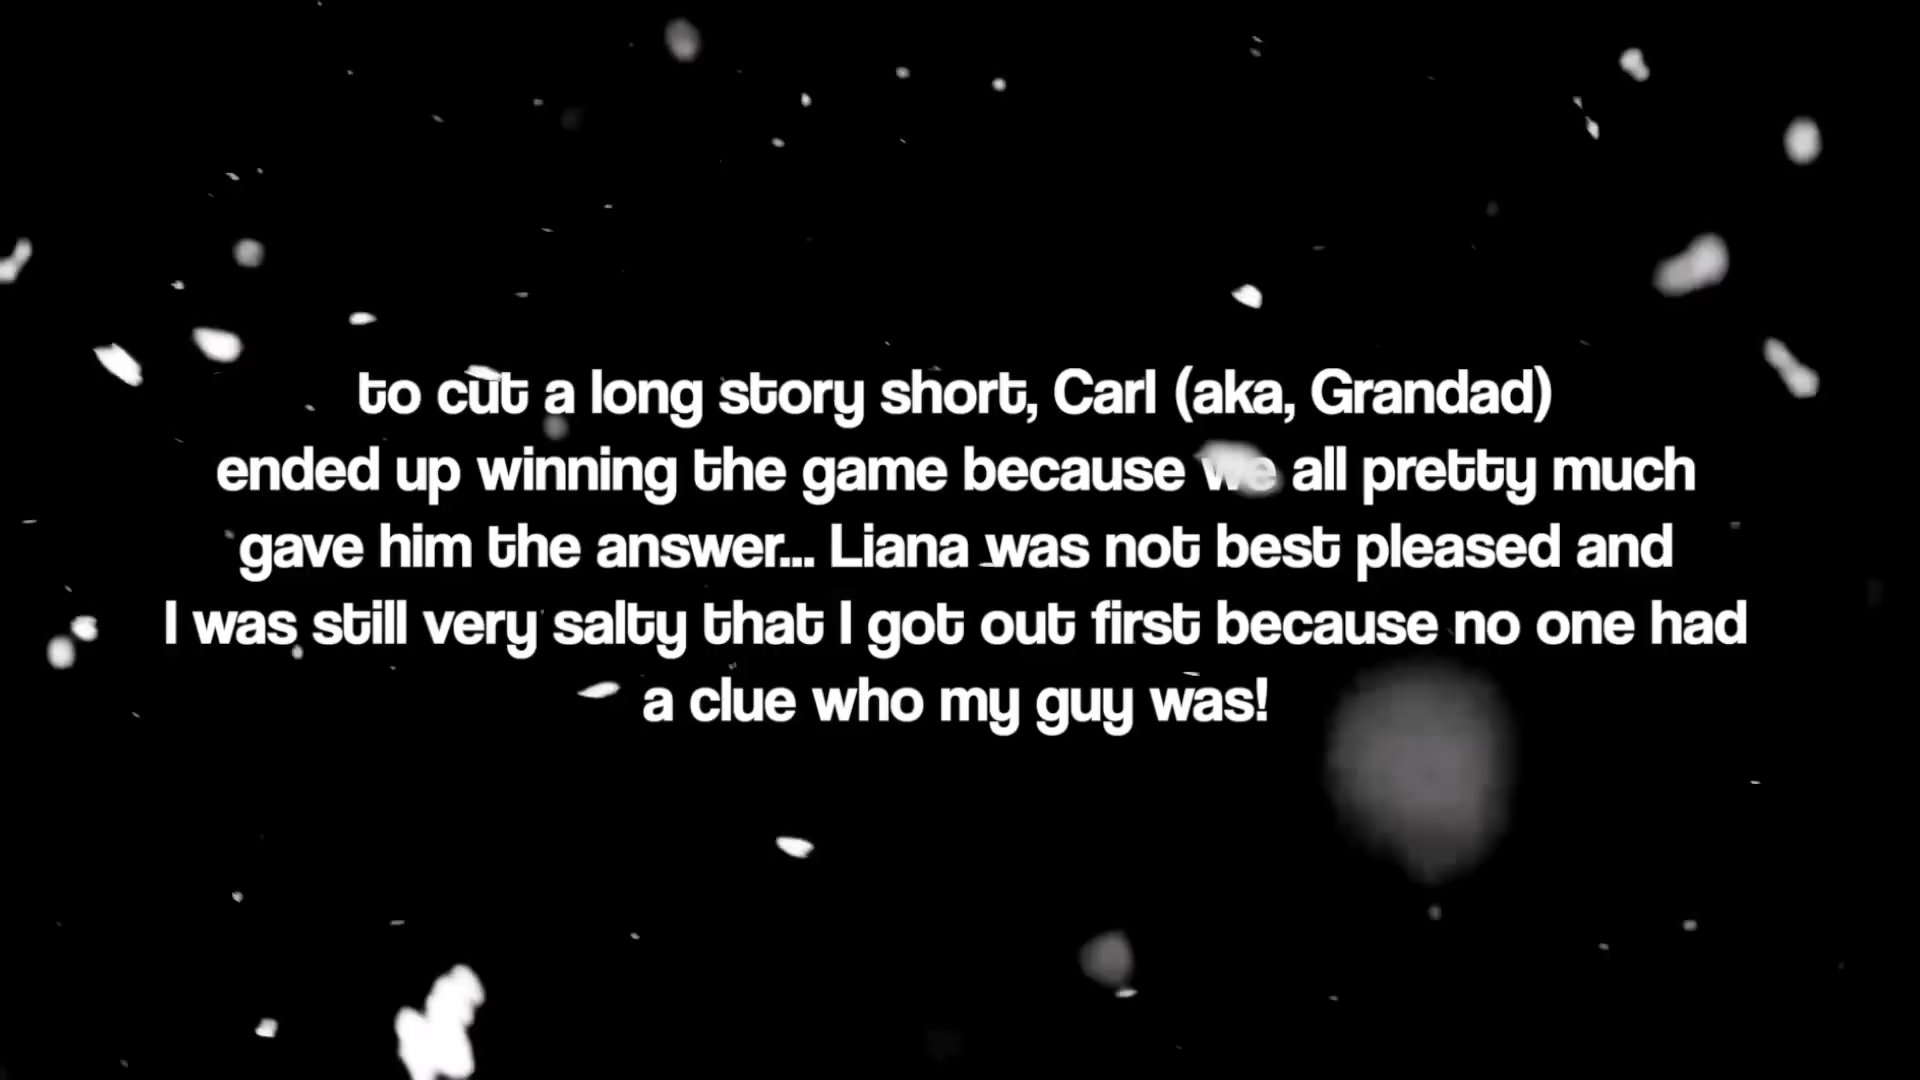 to cut a long story short, Carl (aka, Grandad)
ended up winning the game because we all pretty much
gave him the answer... Liana was not best pleased and
I was still very salty that I got out first because no one had
a clue who my guy was!